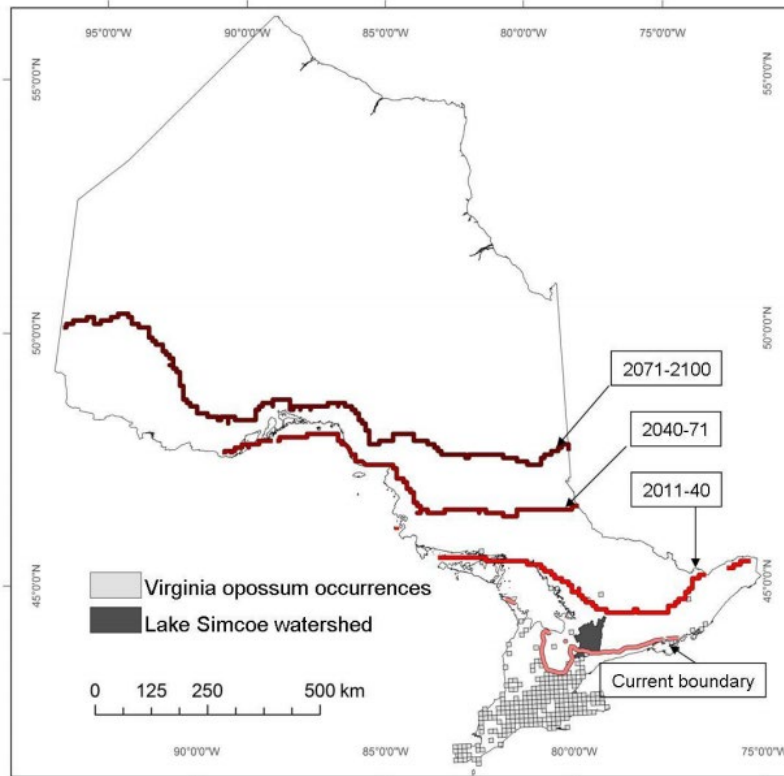 95°0'0"W 90°0'0"W 85°0'0"W 80°0'0"W 75°0'0"W
55°0'0"N 55°0'0"N
50°0'0"N 50°0'0"N
2071-2100
2040-71
2011-40
45°0'0"N 45°0'0"N
Virginia opossum occurrences
Lake Simcoe watershed
Current boundary
0 125 250 500 km
90°0'0"W 85°0'0"W 80°0'0"W 75°0'0"W